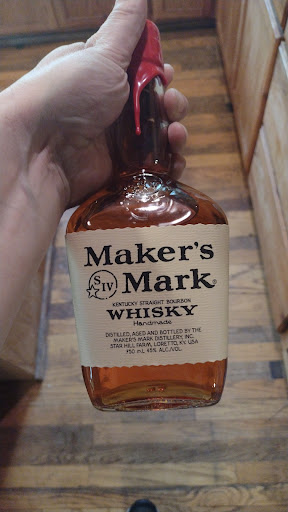 Maker's
SIV Mark®
KENTUCKY STRAIGHT BOURBON
WHISKY
Handmade
DISTILLED, AGED AND BOTTLED BY THE
MAKER'S MARK DISTILLERY, INC.
STAR HILL FARM, LORETTO, KY. USA
750 mL 45% ALC./VOL.